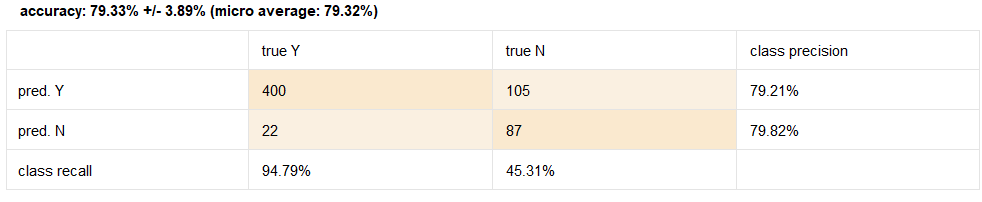 accuracy: 79.33% +/- 3.89% (micro average: 79.32%)
true Y true N class precision
pred. Y 400 105 79.21%
pred. N 22 87 79.82%
class recall 94.79% 45.31%